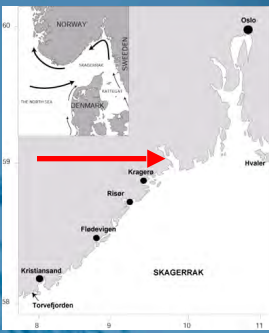 60
Oslo
NORWAY
SWEDEN
SKAGERRAK
KATTEGAT
THE NORTH SEA
DENMARK
59
Kragerø
Hvaler
Risør
Flødevigen
Kristiansand
SKAGERRAK
58
Torvefjorden
8
9
10
11